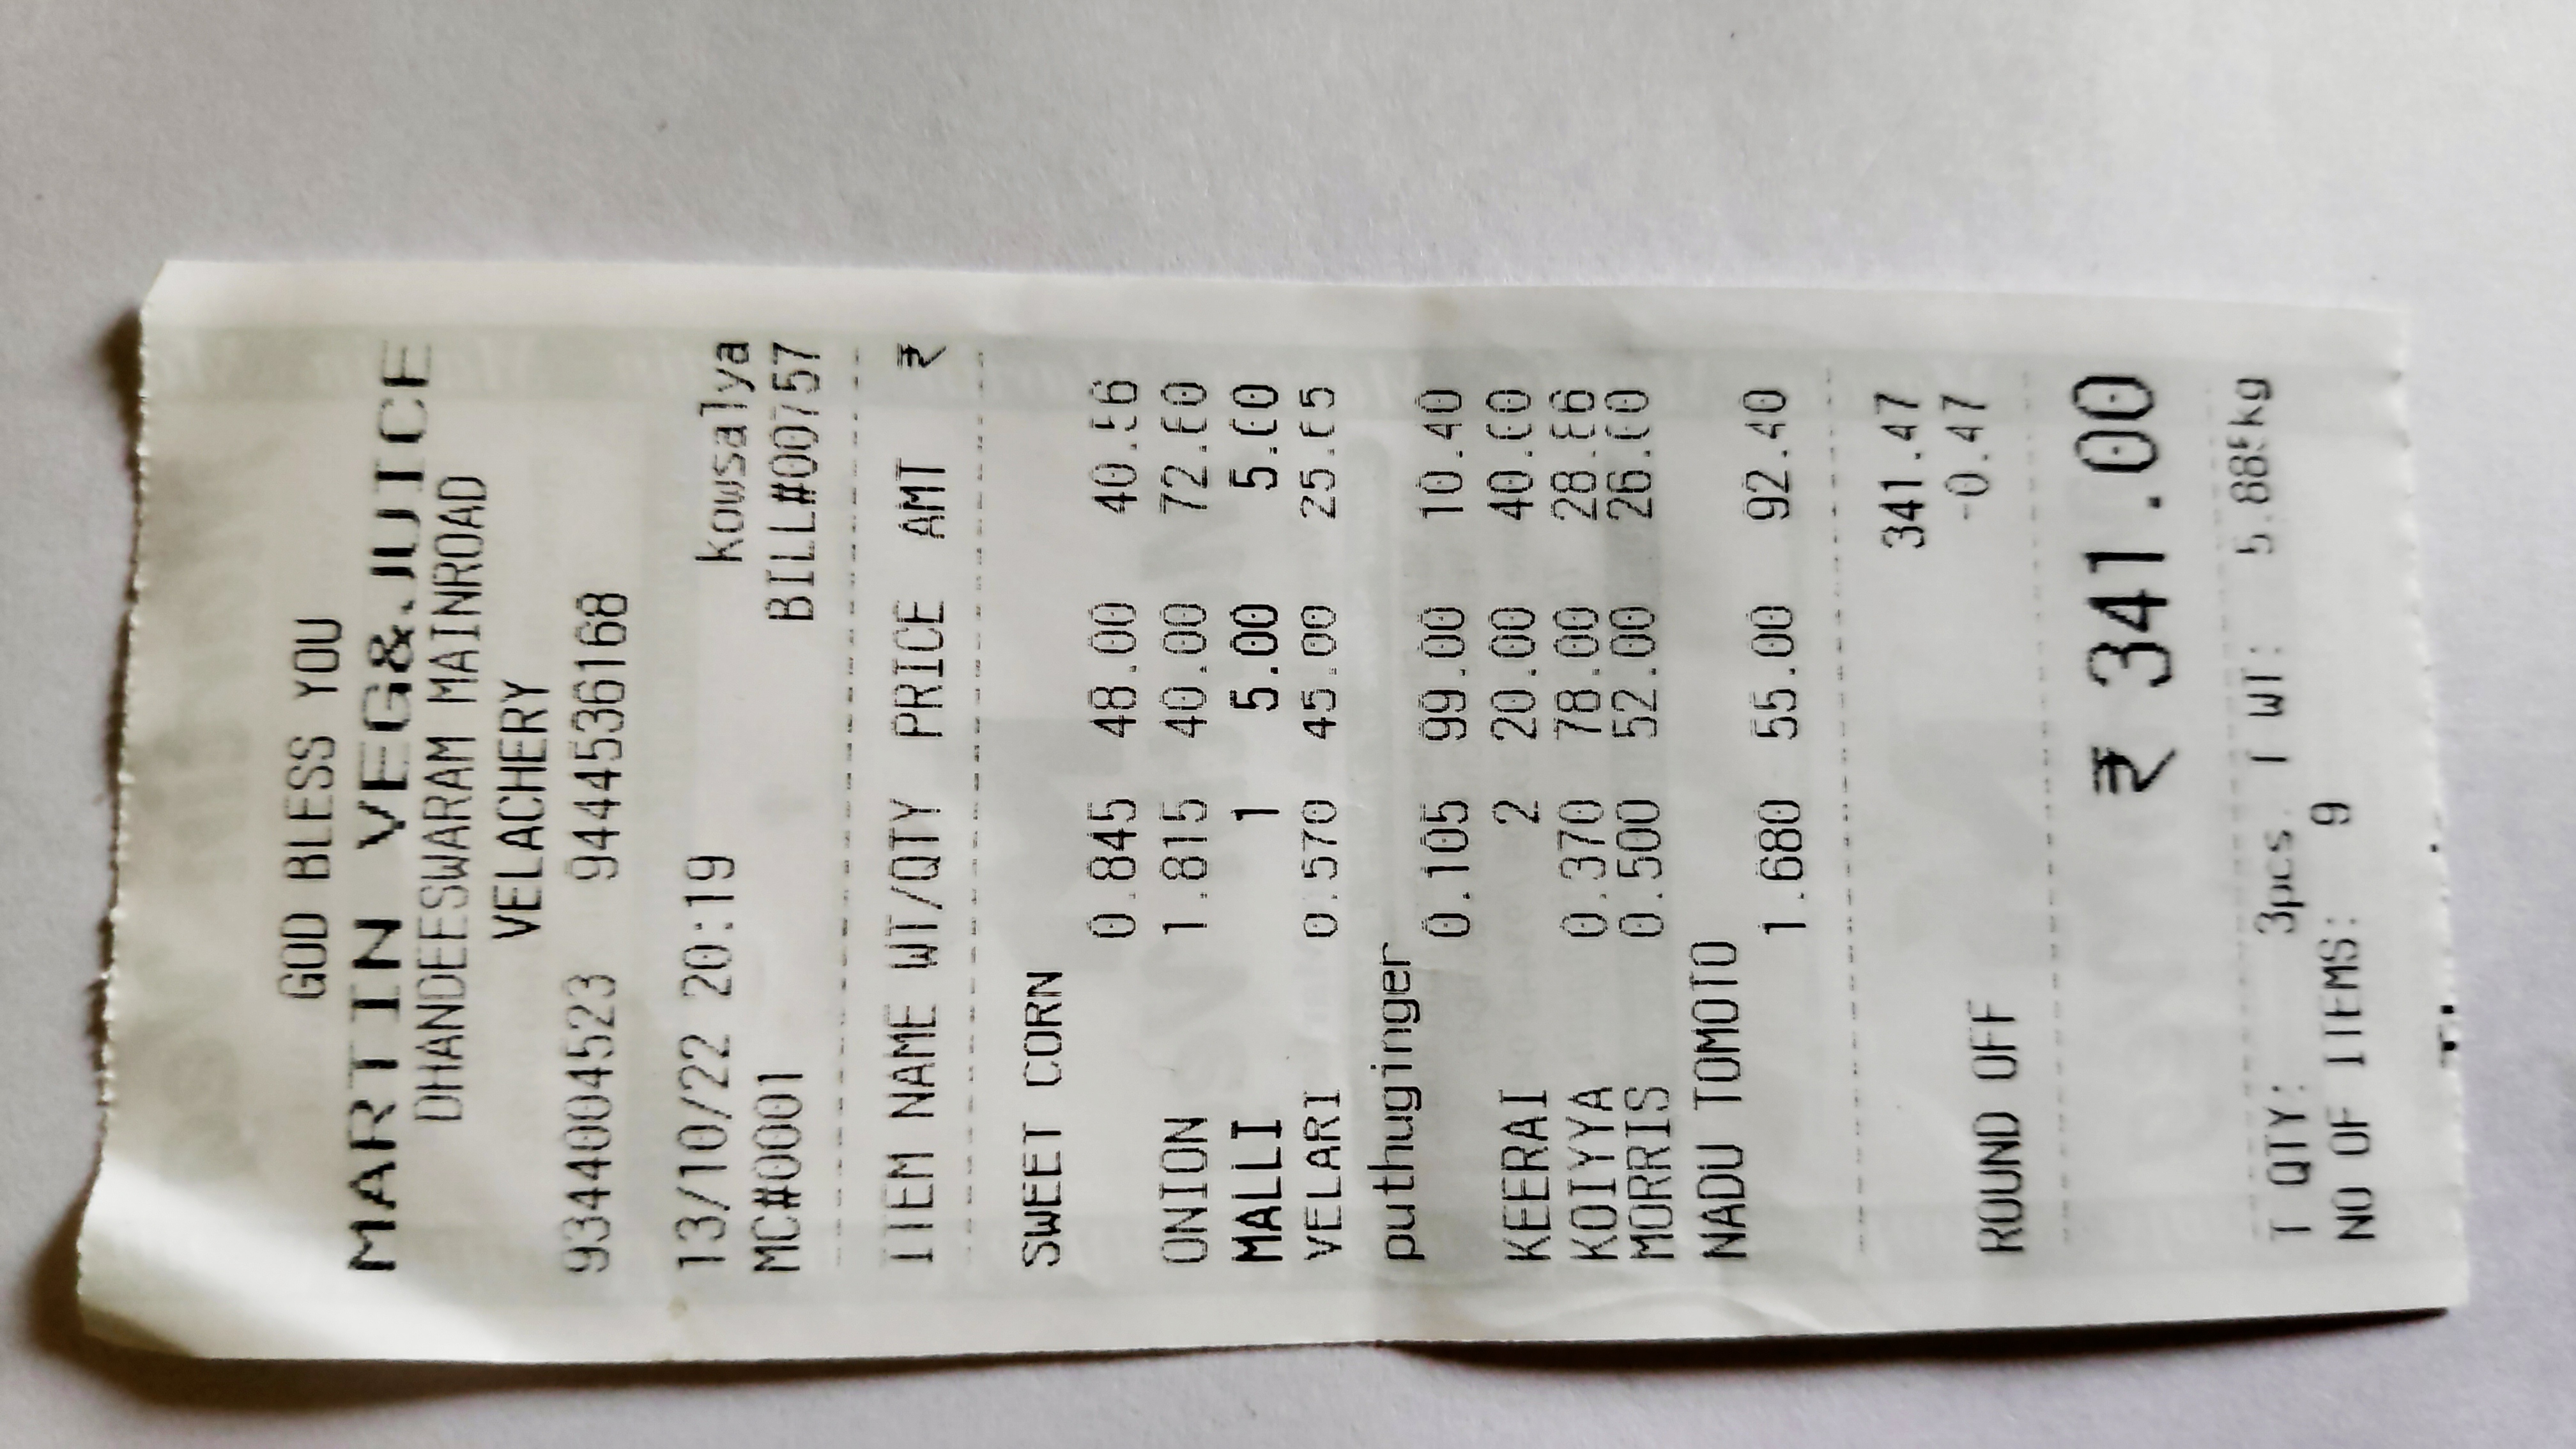 GOD BLESS YOU
MARTIN VEG&JUICE
DHANDEESWARAM MAINROAD
VELACHERY
9344004523 9444536168
13/10/22 20:19 kowsalya
MC#0001 BILL#00757
ITEM NAME WT/QTY PRICE AMT ₹
SWEET CORN
0.845 48.00 40.56
ONION 1.815 40.00 72.60
MALLI 1 5.00 5.00
VELARI 0.570 45.00 25.65
puthuginger
0.105 99.00 10.40
KEERAI 2 20.00 40.00
KOIYYA 0.370 78.00 28.86
MORRIS 0.500 52.00 26.00
NADU TOMOTO
1.680 55.00 92.40
341.47
ROUND OFF -0.47
₹ 341.00
T QTY: 3pcs. T WT: 5.885kg
NO OF ITEMS: 9